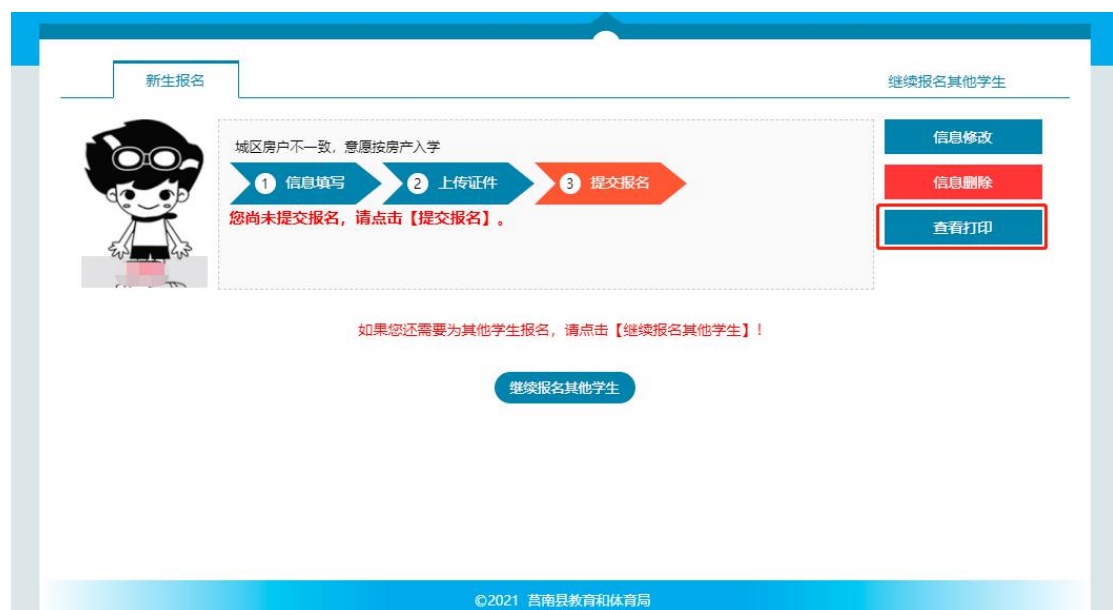 新生报名
继续报名其他学生
城区房户不一致，意愿按房产入学
1 信息填写 2 上传证件 3 提交报名
您尚未提交报名，请点击【提交报名】。
信息修改
信息删除
查看打印
如果您还需要为其他学生报名，请点击【继续报名其他学生】！
继续报名其他学生
©2021 莒南县教育和体育局